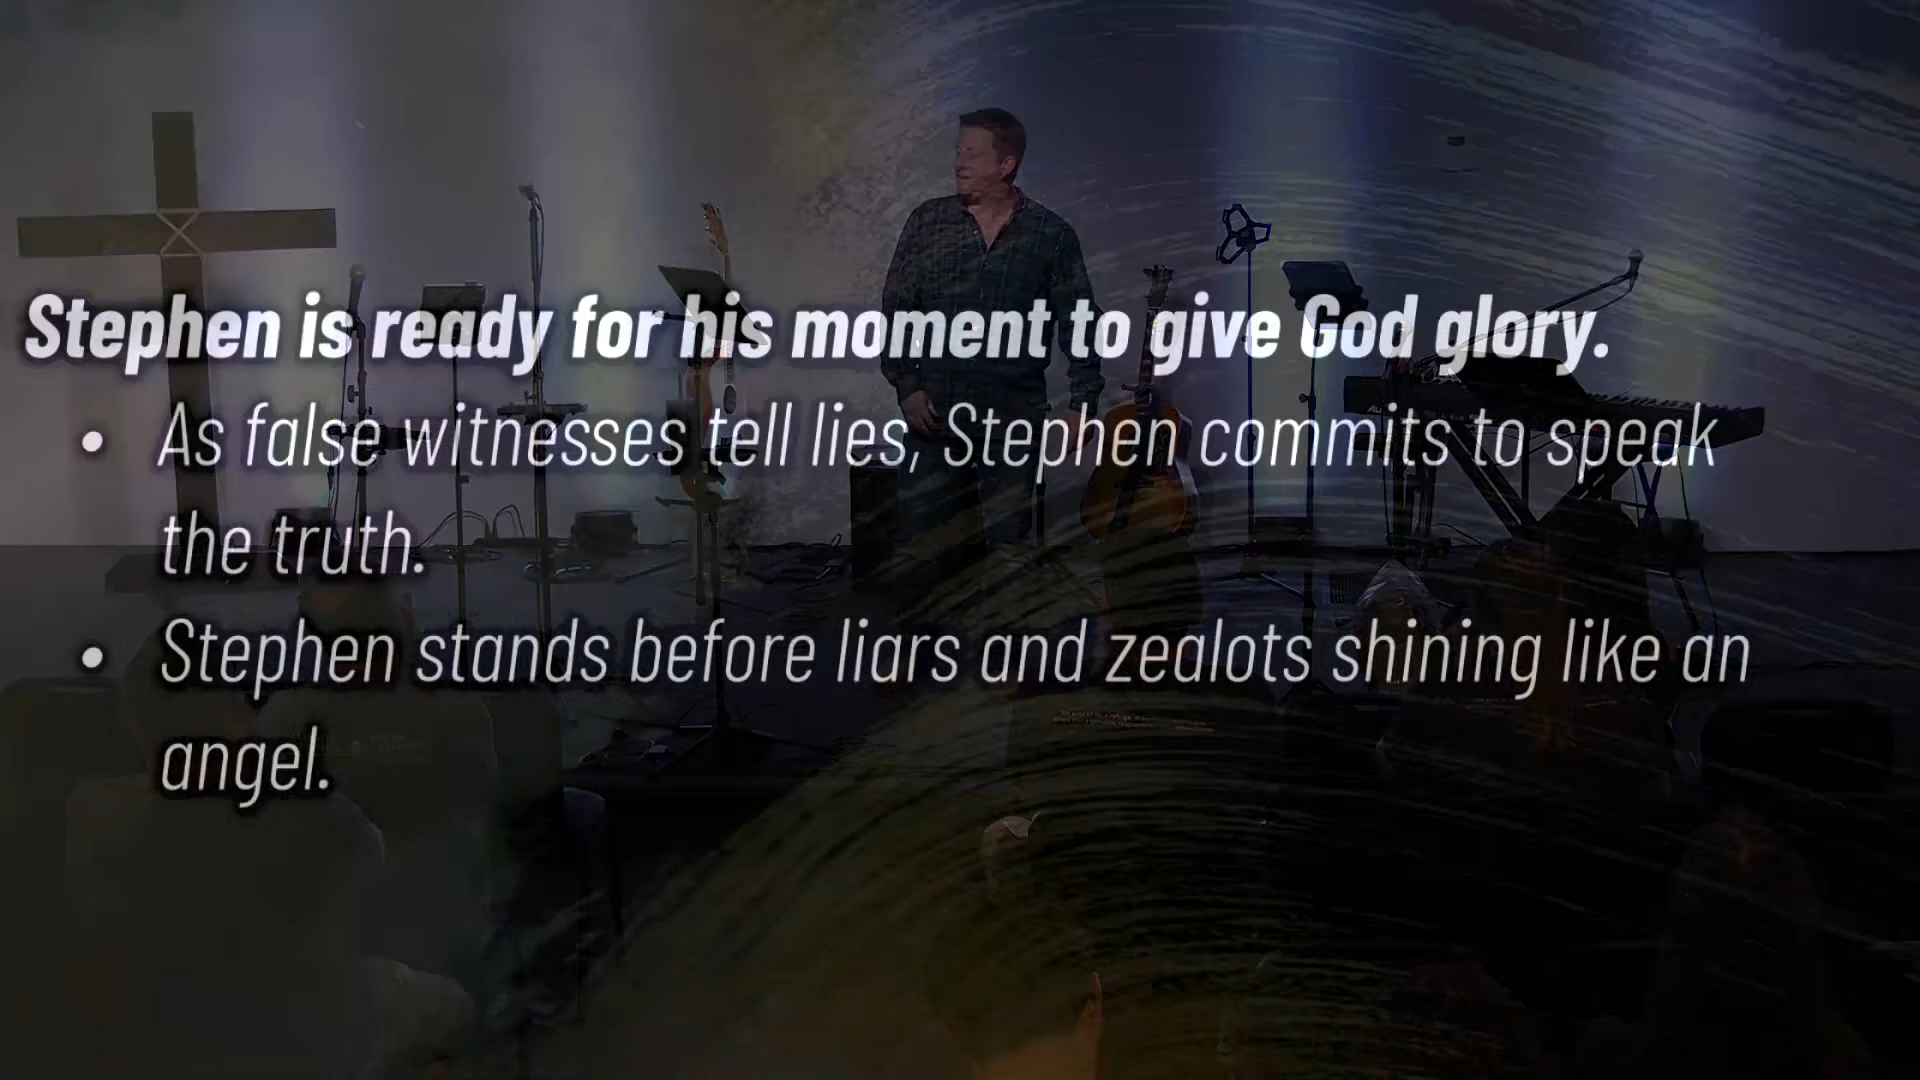 Stephen is ready for his moment to give God glory.
• As false witnesses tell lies, Stephen commits to speak
the truth.
• Stephen stands before liars and zealots shining like an
angel.